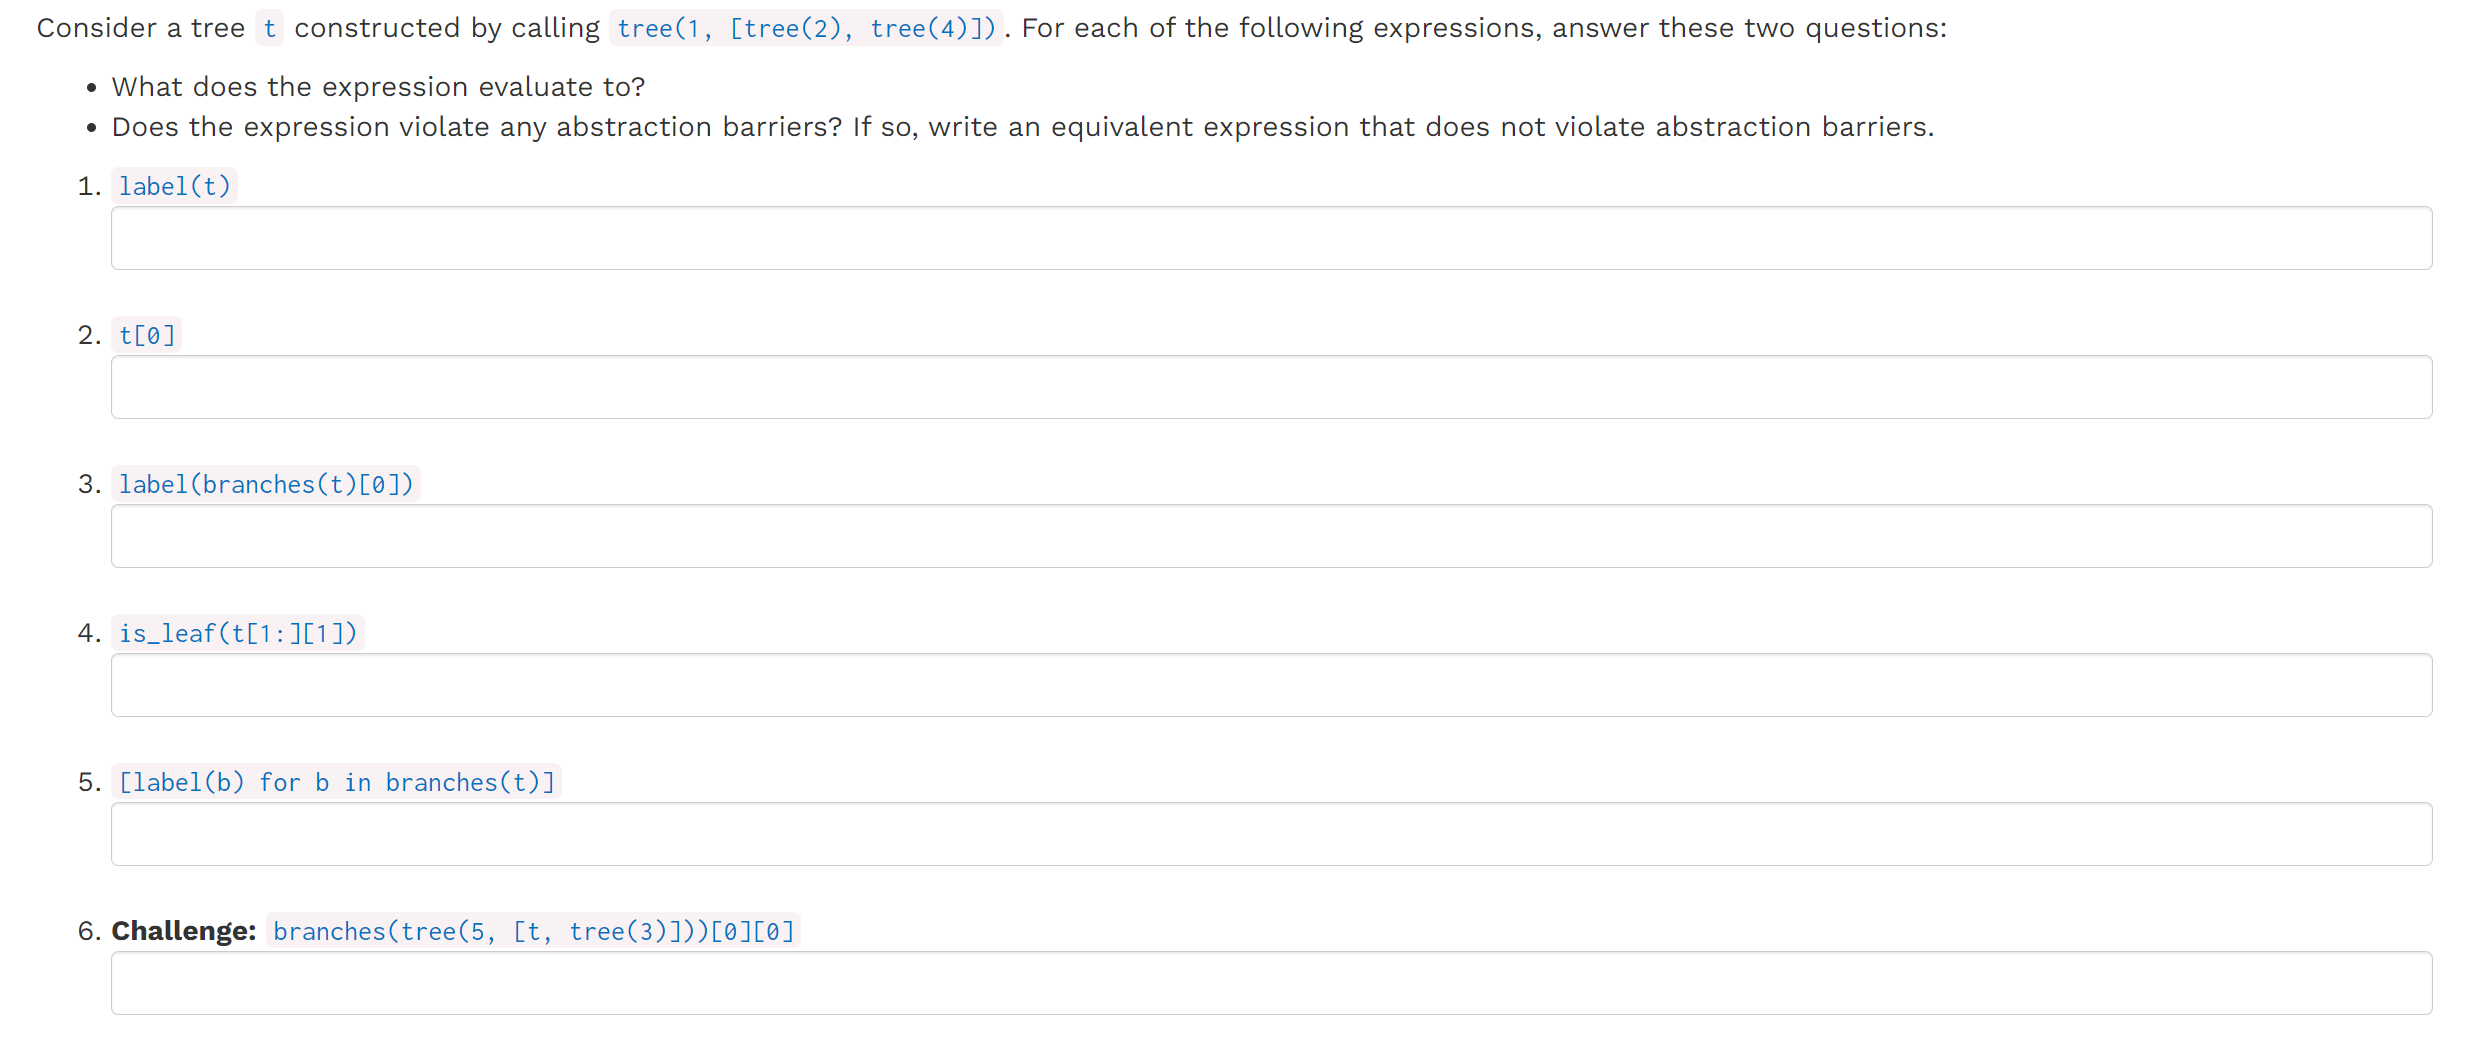 Consider a tree t constructed by calling tree(1, [tree(2), tree(4)]). For each of the following expressions, answer these two questions:
• What does the expression evaluate to?
• Does the expression violate any abstraction barriers? If so, write an equivalent expression that does not violate abstraction barriers.
1. label(t)
2. t[0]
3. label(branches(t)[0])
4. is_leaf(t[1:][1])
5. [label(b) for b in branches(t)]
6. Challenge: branches(tree(5, [t, tree(3)]))[0][0]